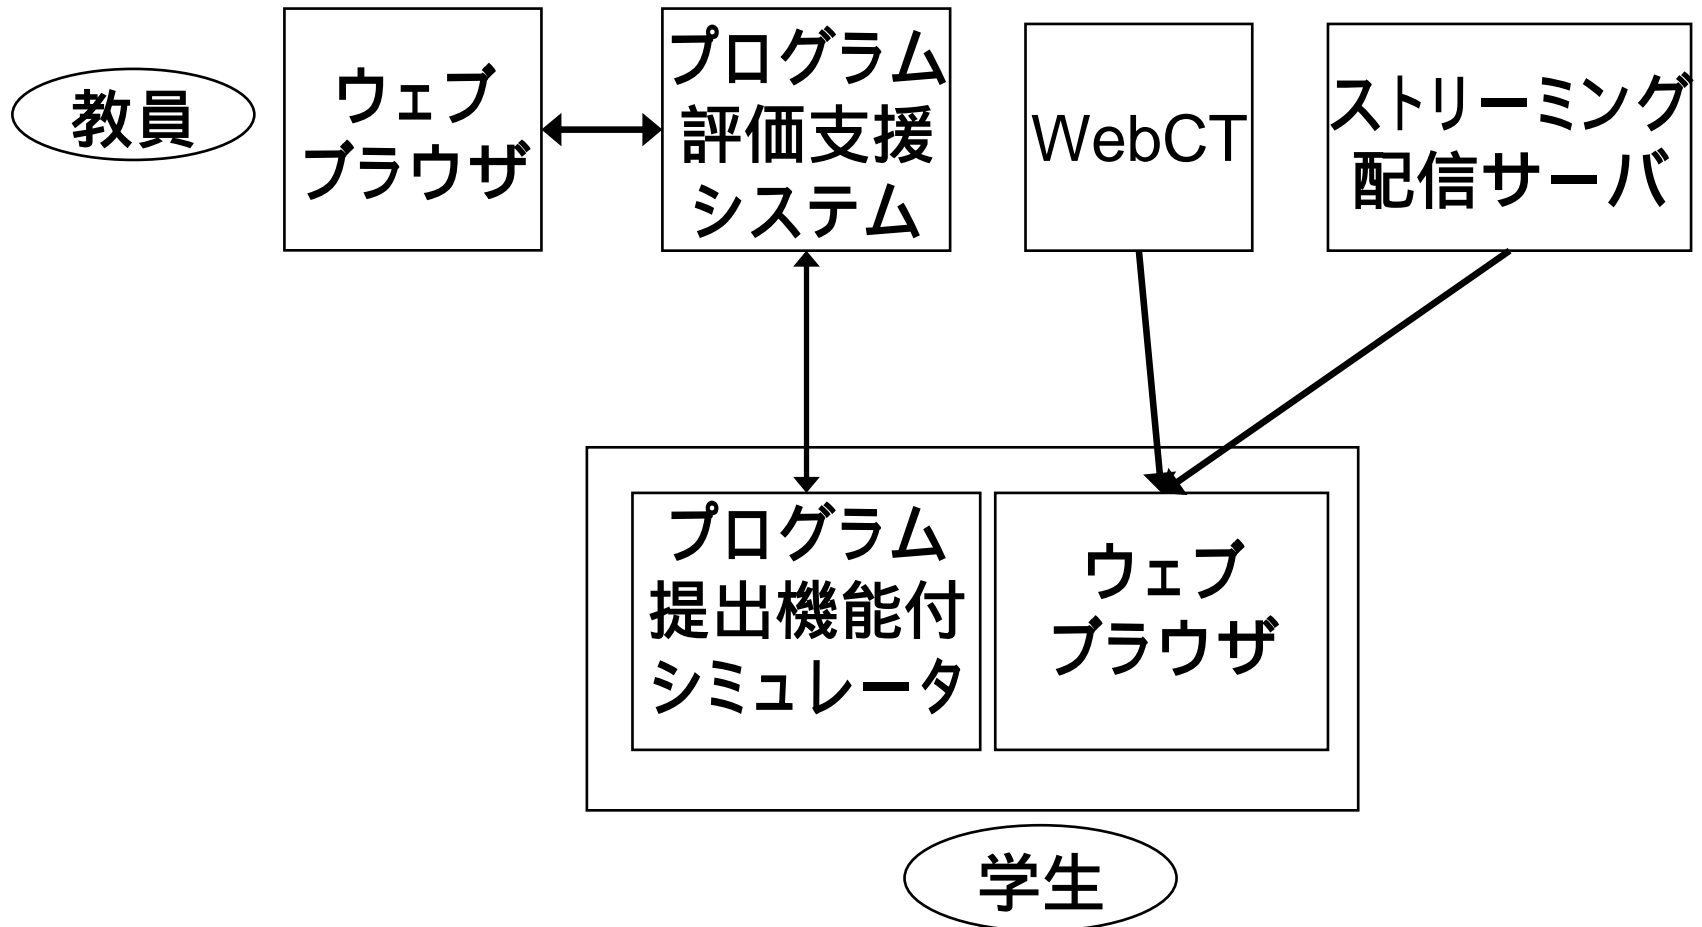 教員
ウェブ
ブラウザ
プログラム
評価支援
システム
WebCT
ストリーミング
配信サーバ
プログラム
提出機能付
シミュレータ
ウェブ
ブラウザ
学生